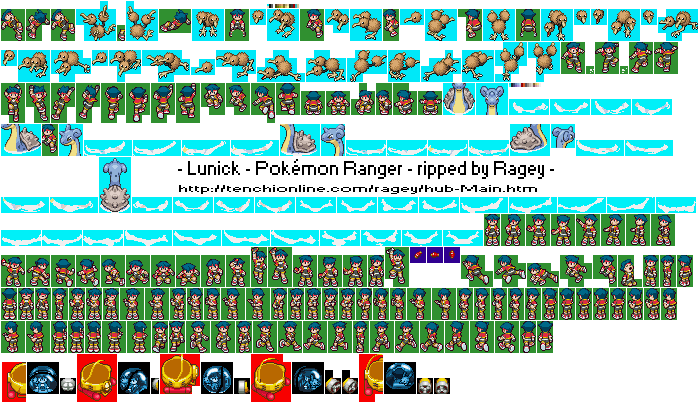 - Lunick - Pokémon Ranger - ripped by Ragey -
http://tenchionline.com/ragey/hub-Main.htm